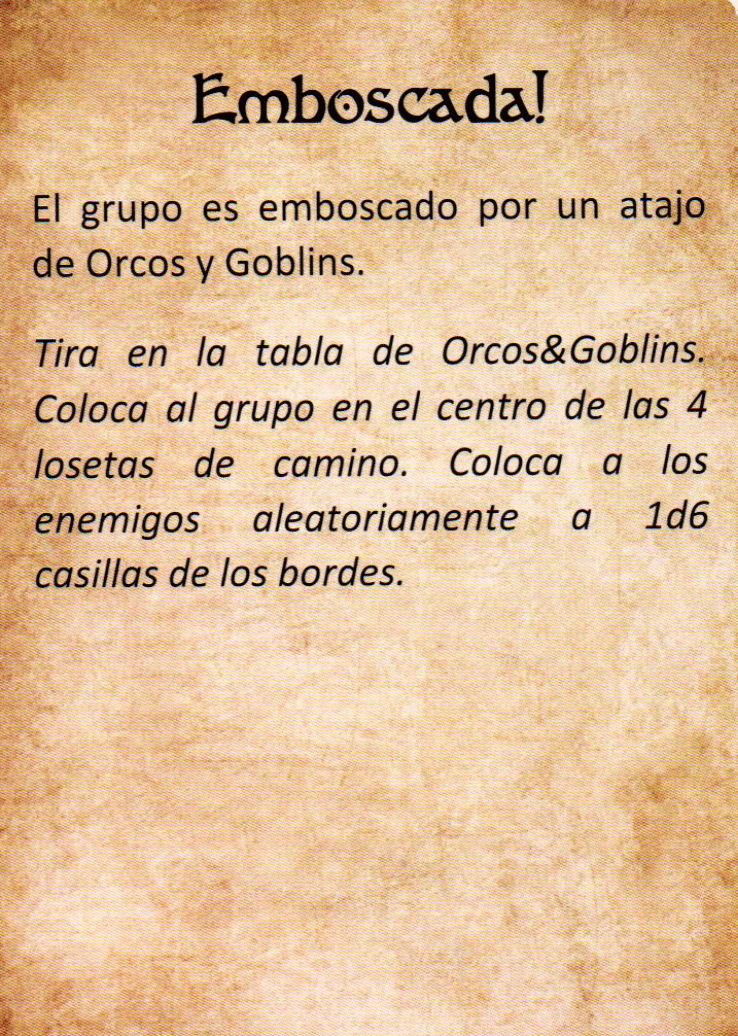 Emboscada!
El grupo es emboscado por un atajo
de Orcos y Goblins.
Tira en la tabla de Orcos&Goblins.
Coloca al grupo en el centro de las 4
losetas de camino. Coloca a los
enemigos aleatoriamente a 1d6
casillas de los bordes.